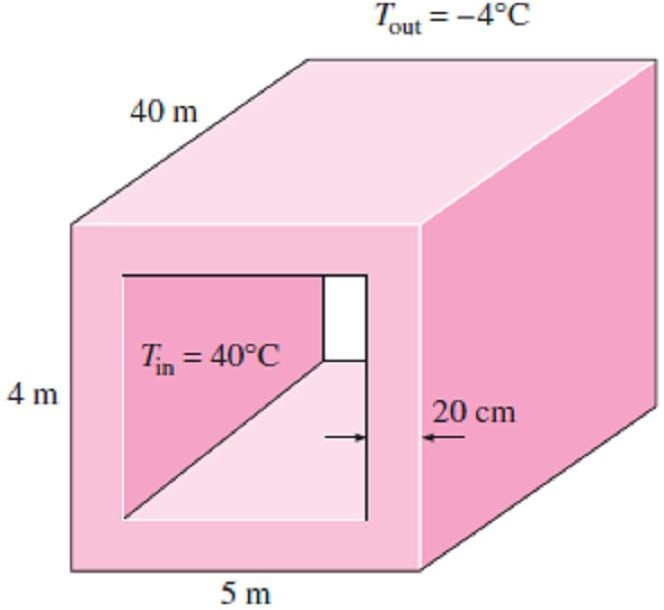 T_out = −4°C
40 m
T_in = 40°C
4 m
20 cm
5 m